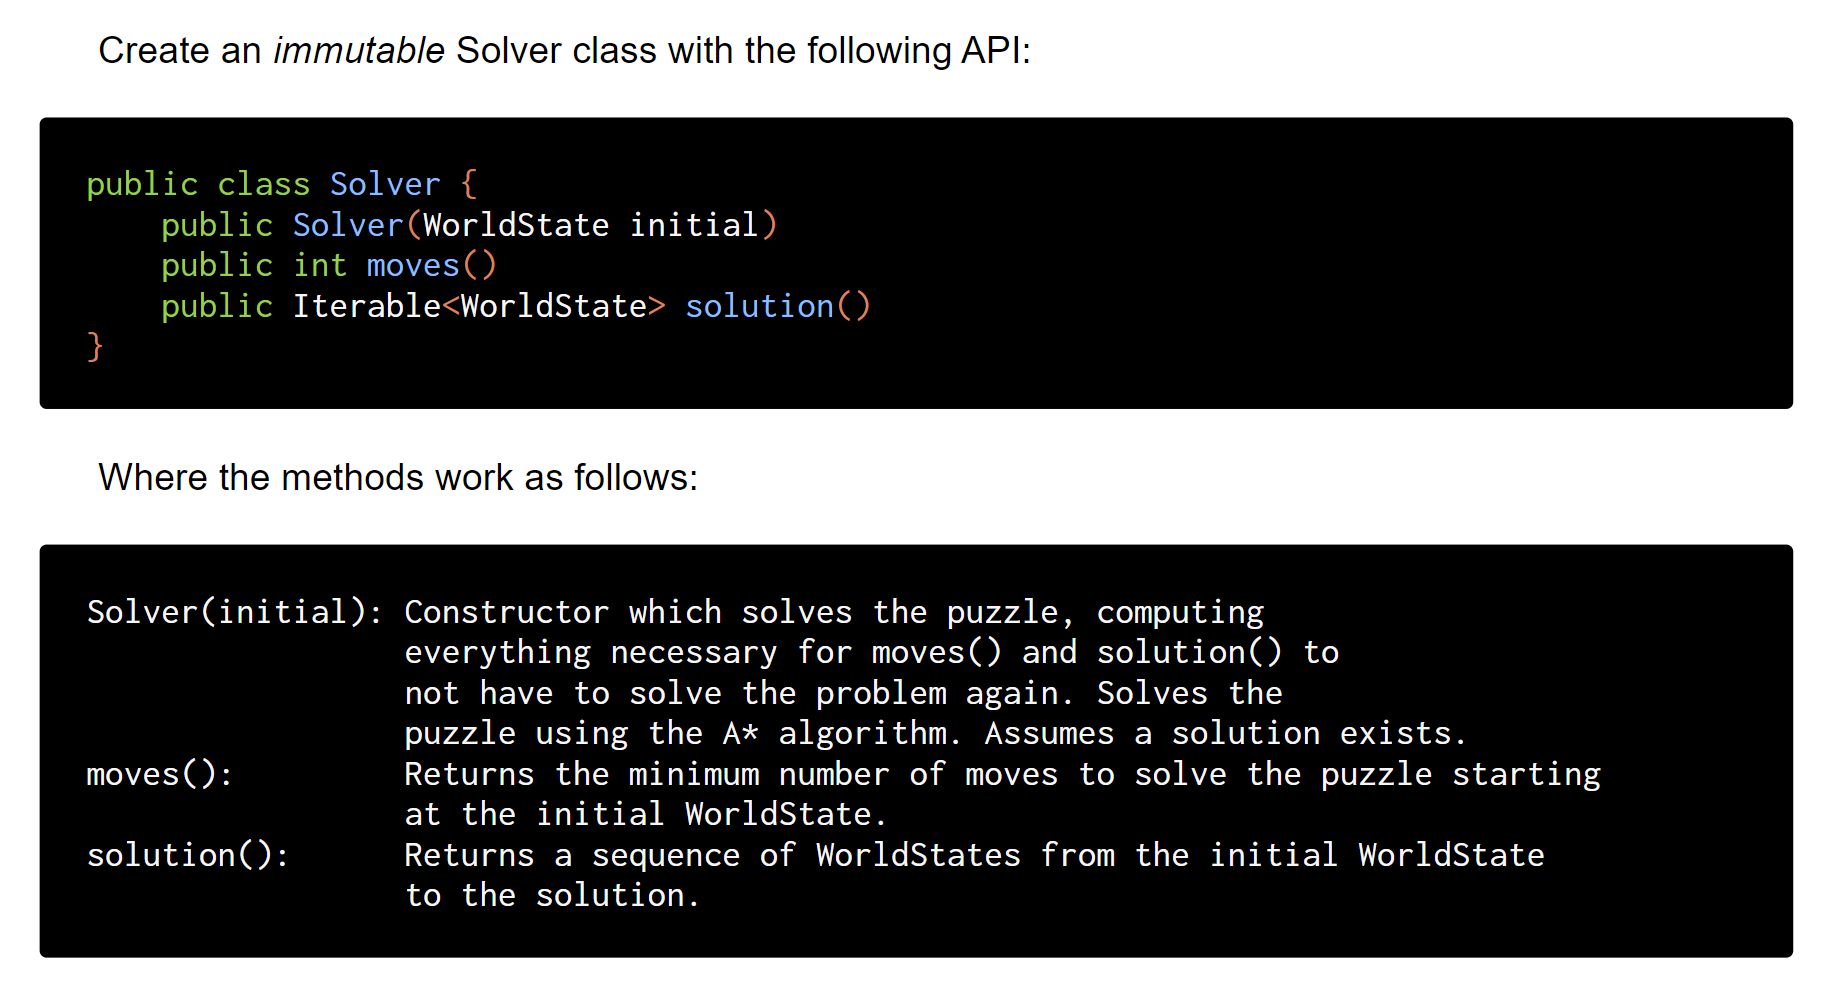 Create an immutable Solver class with the following API:
public class Solver {
    public Solver(WorldState initial)
    public int moves()
    public Iterable<WorldState> solution()
}
Where the methods work as follows:
Solver(initial): Constructor which solves the puzzle, computing
                 everything necessary for moves() and solution() to
                 not have to solve the problem again. Solves the
                 puzzle using the A* algorithm. Assumes a solution exists.
moves():         Returns the minimum number of moves to solve the puzzle starting
                 at the initial WorldState.
solution():      Returns a sequence of WorldStates from the initial WorldState
                 to the solution.